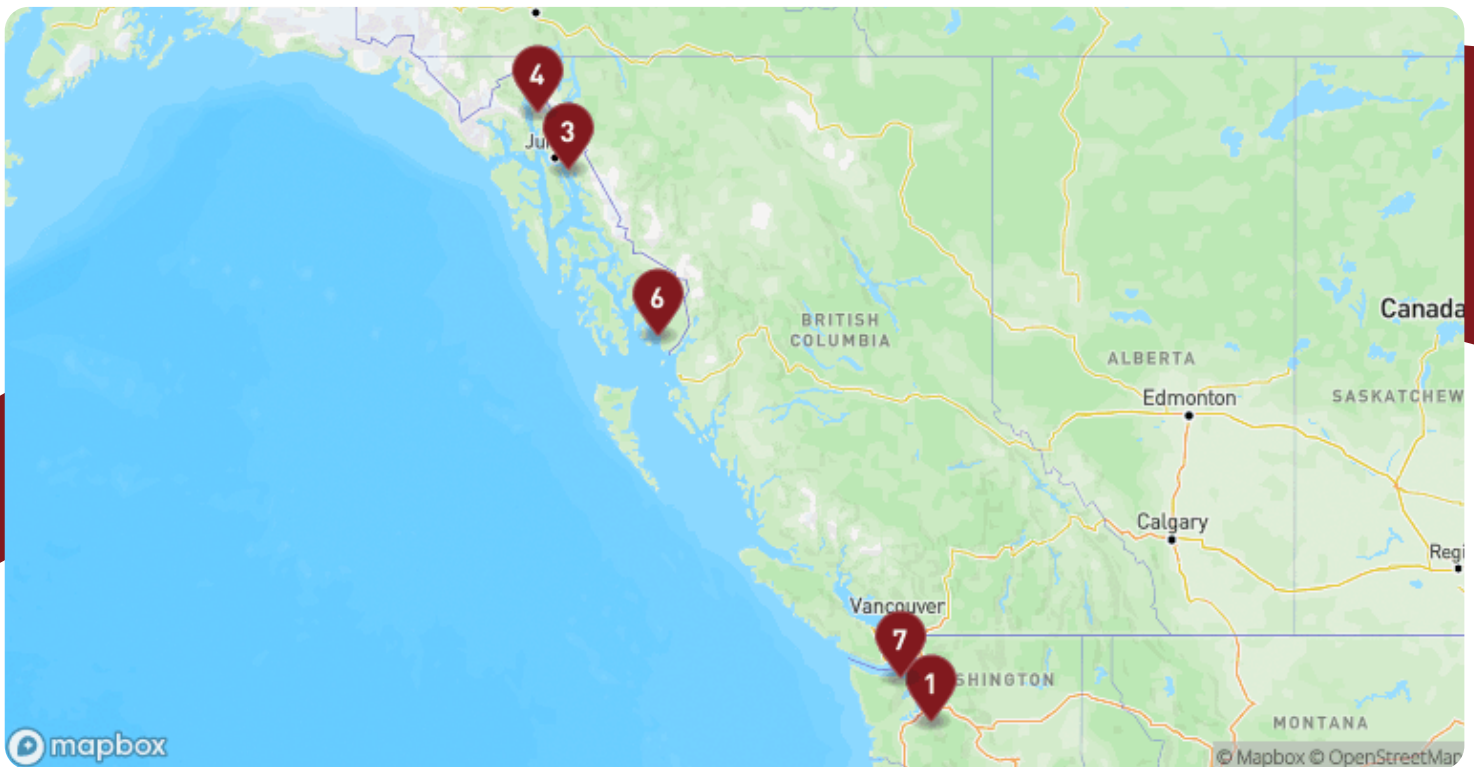 4
3
Ju
6
BRITISH
COLUMBIA
Canada
ALBERTA
Edmonton
SASKATCHEW
Calgary
Regi
Vancouver
7
1
SHINGTON
MONTANA
mapbox
© Mapbox © OpenStreetMap